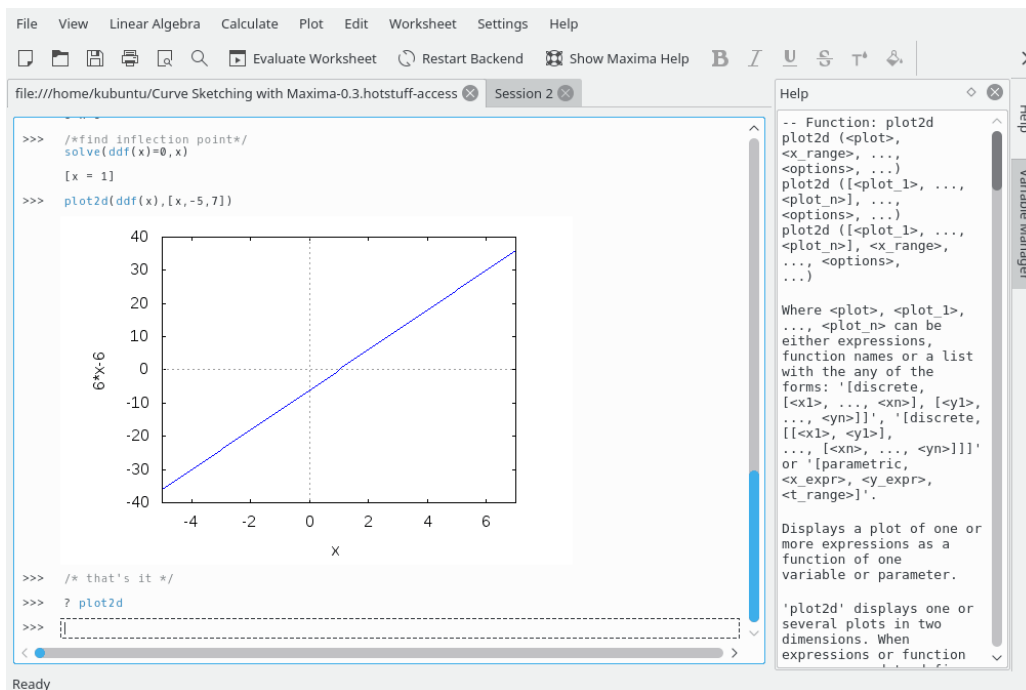 File View Linear Algebra Calculate Plot Edit Worksheet Settings Help
Evaluate Worksheet Restart Backend Show Maxima Help B I U S T
file:///home/kubuntu/Curve Sketching with Maxima-0.3.hotstuff-access Session 2
>>> /*find inflection point*/
solve(ddf(x)=0,x)
[x = 1]
>>> plot2d(ddf(x),[x,-5,7])
40
30
20
10
0
-10
-20
-30
-40
6*x-6
-4 -2 0 2 4 6
x
>>> /* that's it */
>>> ? plot2d
>>>
Help
-- Function: plot2d
plot2d (<plot>,
<x_range>, ...,
<options>, ...)
plot2d ([<plot_1>, ...,
<plot_n>], ...,
<options>, ...)
plot2d ([<plot_1>, ...,
<plot_n>], <x_range>,
..., <options>,
...)
Where <plot>, <plot_1>,
..., <plot_n> can be
either expressions,
function names or a list
with the any of the
forms: '[discrete,
[<x1>, ..., <xn>], [<y1>,
..., <yn>]]', '[discrete,
[[<x1>, <y1>],
..., [<xn>, ..., <yn>]]]'
or '[parametric,
<x_expr>, <y_expr>,
<t_range>]'.
Displays a plot of one or
more expressions as a
function of one
variable or parameter.
'plot2d' displays one or
several plots in two
dimensions. When
expressions or function
Help
Variable Manager
Ready